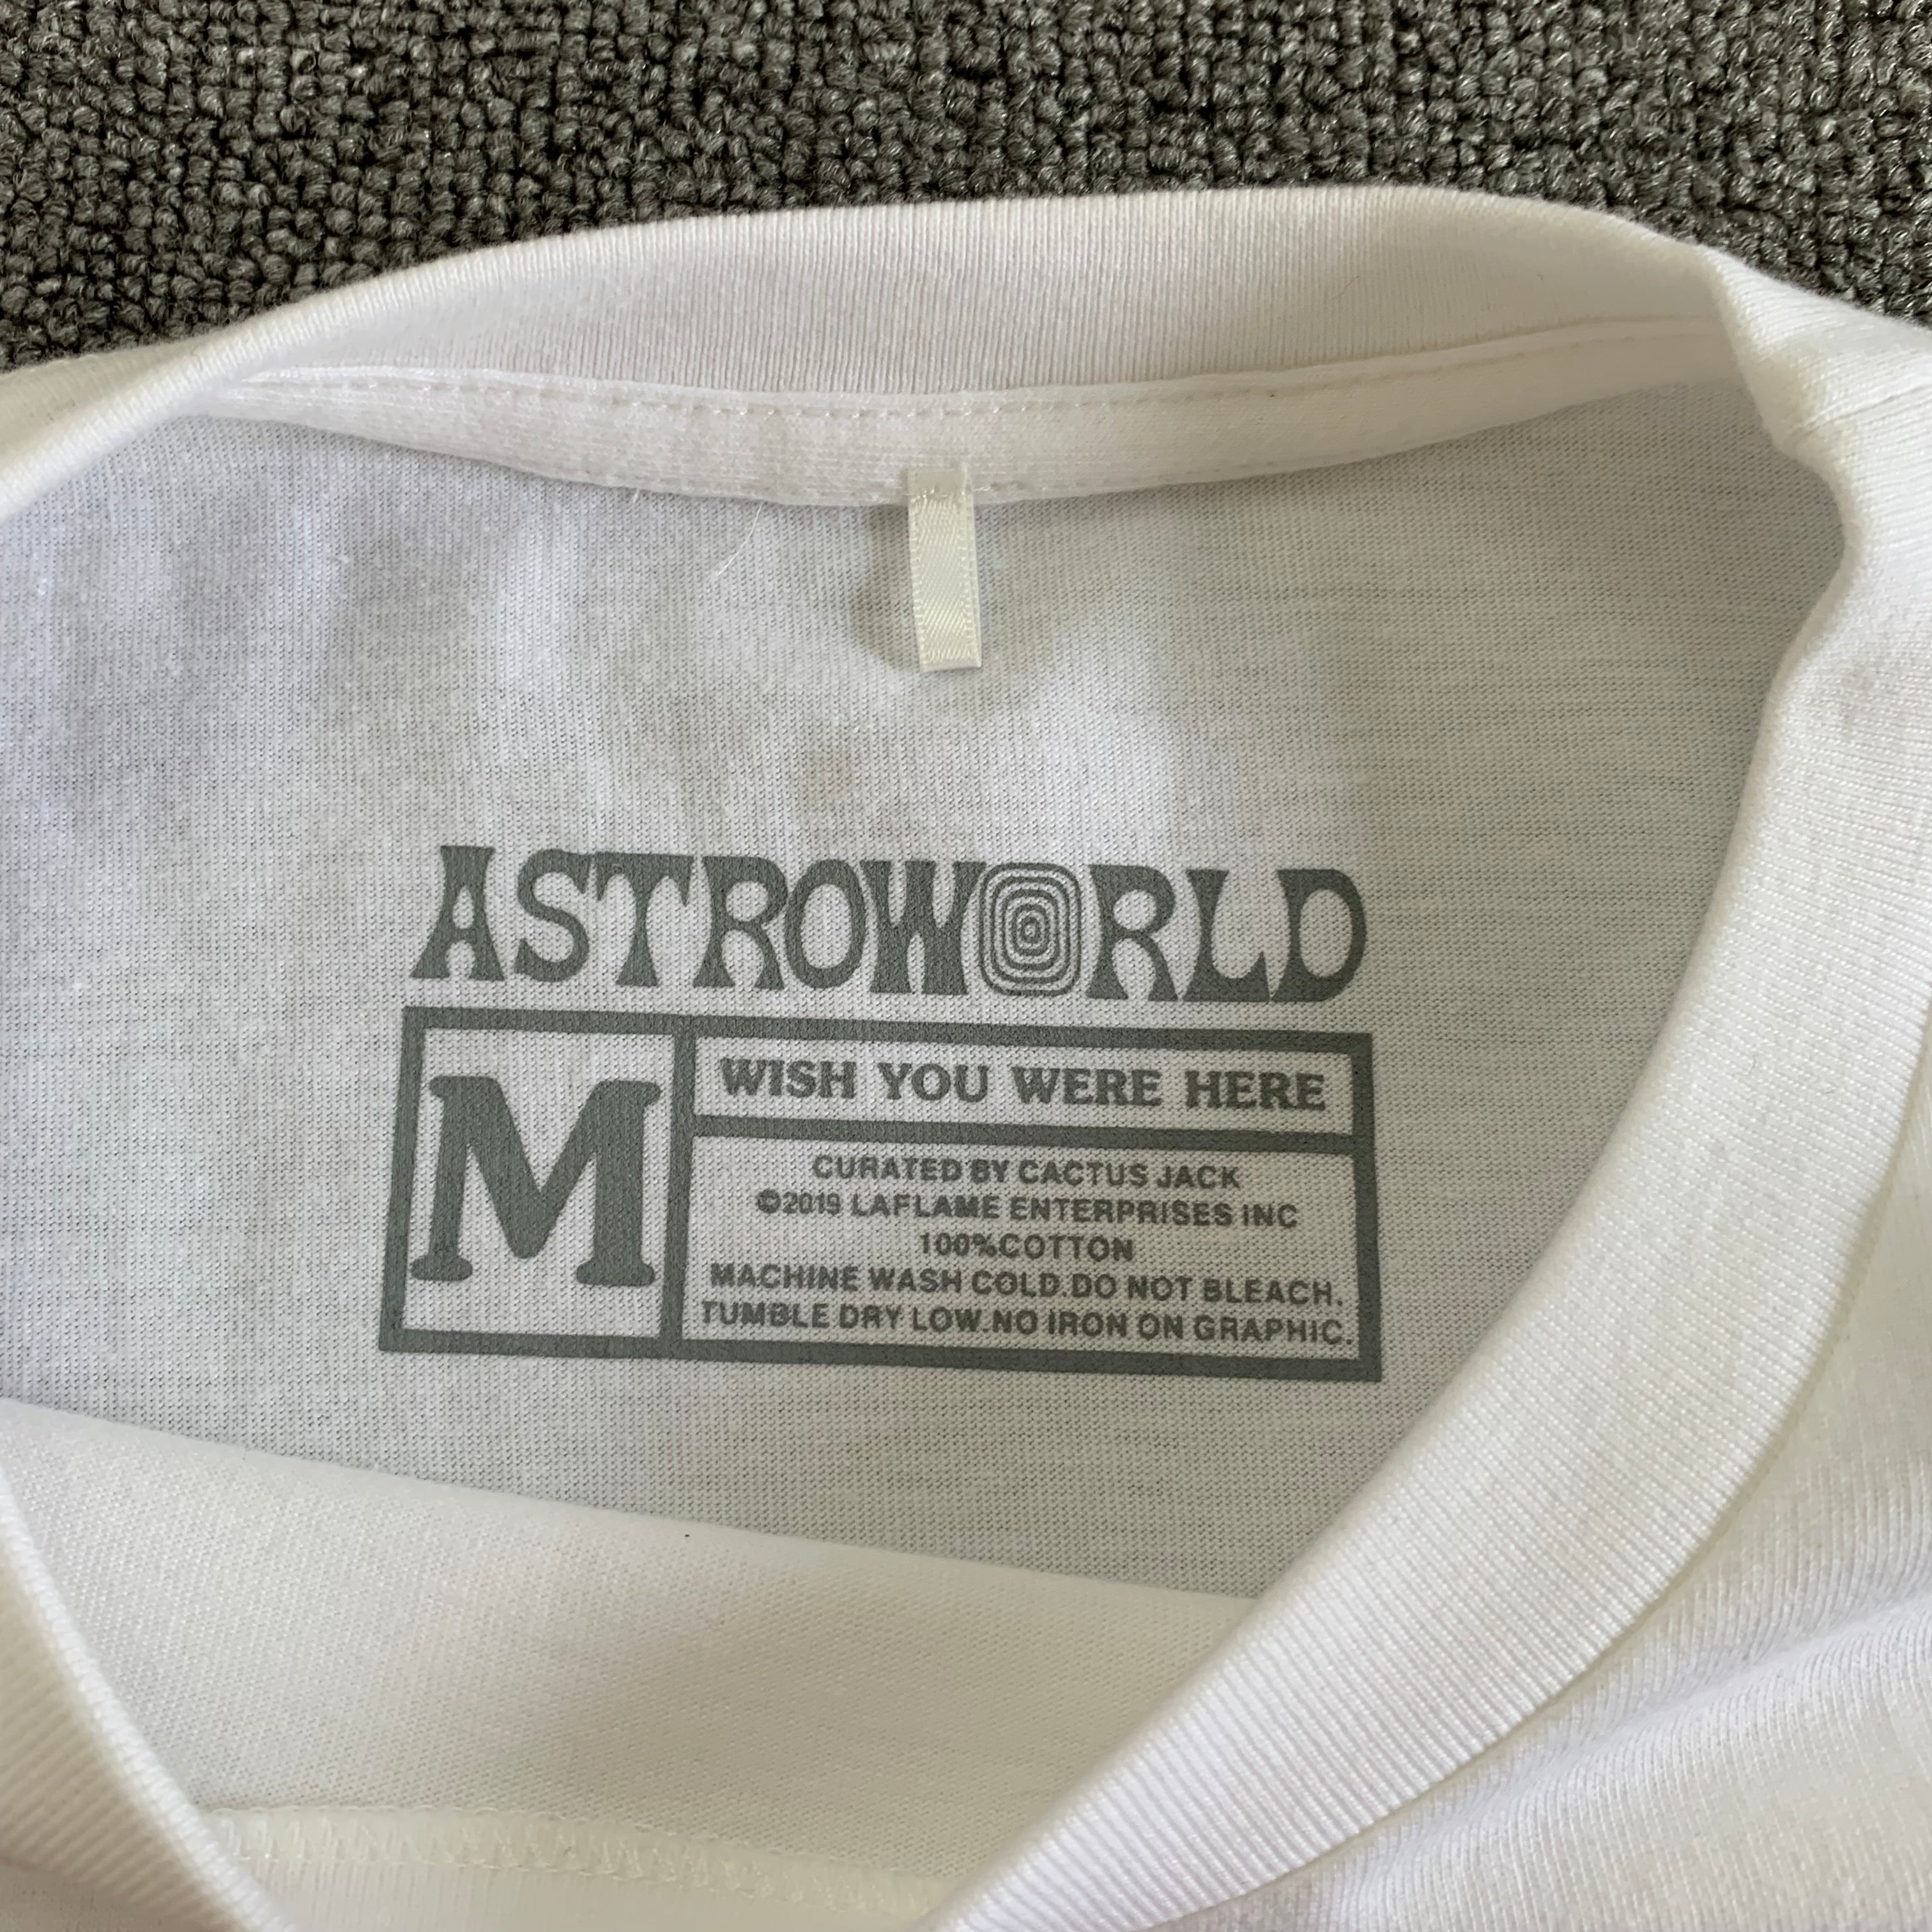 ASTROWORLD
M
WISH YOU WERE HERE
CURATED BY CACTUS JACK
©2019 LAFLAME ENTERPRISES INC
100%COTTON
MACHINE WASH COLD.DO NOT BLEACH.
TUMBLE DRY LOW.NO IRON ON GRAPHIC.